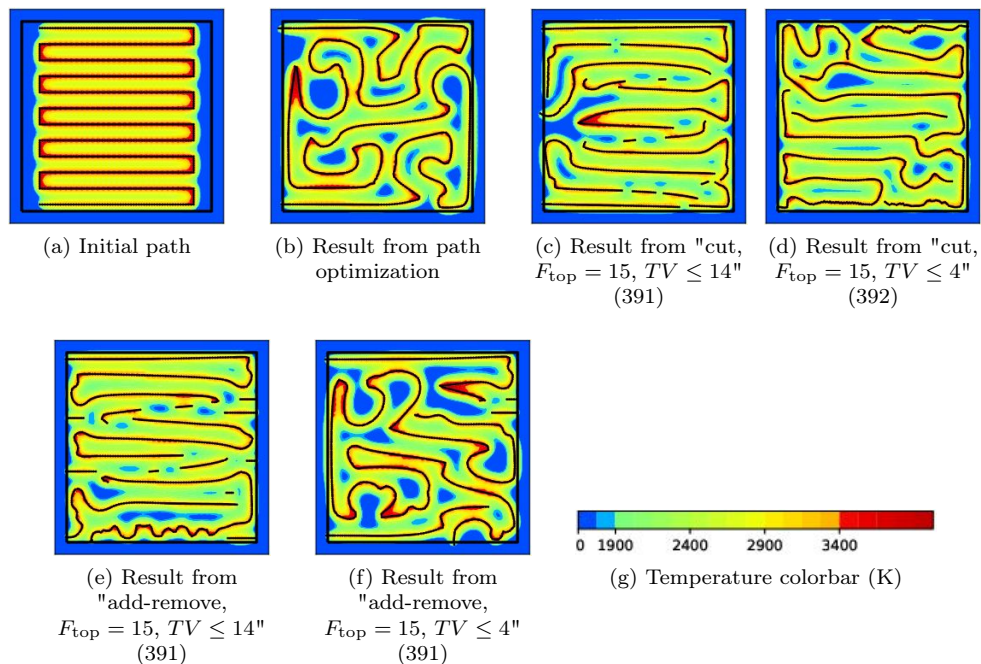 (a) Initial path
(b) Result from path
optimization
(c) Result from "cut,
F_top = 15, TV ≤ 14"
(391)
(d) Result from "cut,
F_top = 15, TV ≤ 4"
(392)
(e) Result from
"add-remove,
F_top = 15, TV ≤ 14"
(391)
(f) Result from
"add-remove,
F_top = 15, TV ≤ 4"
(391)
0 1900 2400 2900 3400
(g) Temperature colorbar (K)